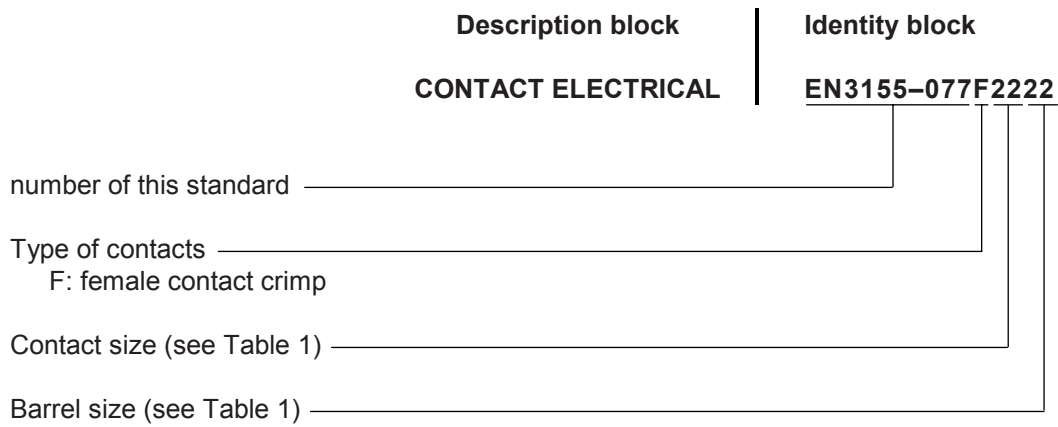 Description block Identity block
CONTACT ELECTRICAL EN3155–077F2222
number of this standard
Type of contacts
F: female contact crimp
Contact size (see Table 1)
Barrel size (see Table 1)